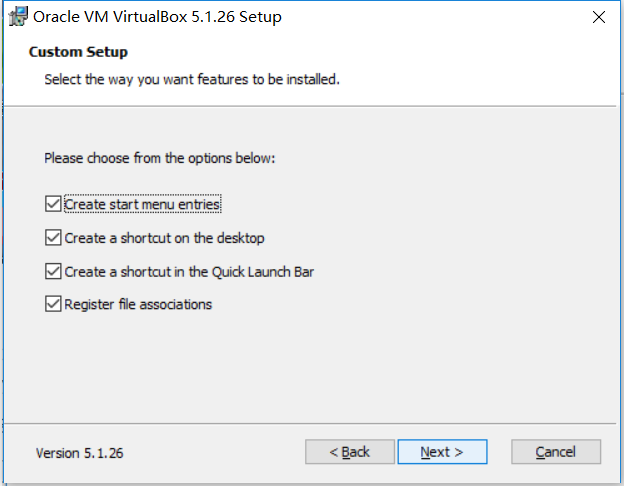 Oracle VM VirtualBox 5.1.26 Setup
Custom Setup
Select the way you want features to be installed.
Please choose from the options below:
Create start menu entries
Create a shortcut on the desktop
Create a shortcut in the Quick Launch Bar
Register file associations
Version 5.1.26
< Back
Next >
Cancel